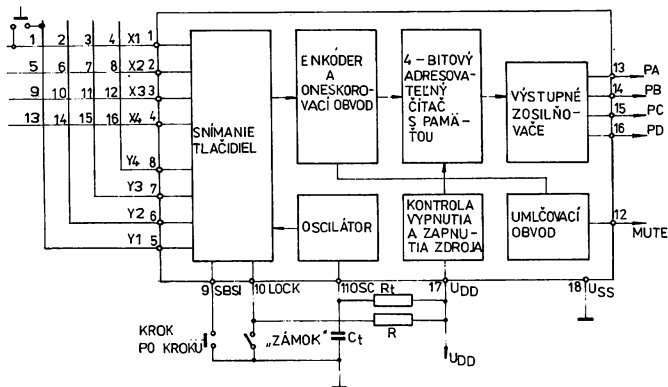 1 2 3 4 X1 1
5 6 7 8 X2 2
9 10 11 12 X3 3
13 14 15 16 X4 4
Y4 8
Y3 7
Y2 6
Y1 5
SNÍMANIE
TLAČIDIEL
ENKÓDER
A
ONESKORO-
VACÍ OBVOD
4-BITOVÝ
ADRESOVA-
TEĽNÝ
ČÍTAČ
S PAMÄ-
ŤOU
VÝSTUPNÉ
ZOSILŇO-
VAČE
13 PA
14 PB
15 PC
16 PD
OSCILÁTOR
KONTROLA
VYPNUTIA
A ZAPNU-
TIA ZDROJA
UMLČOVACÍ
OBVOD
12
MUTE
9 SBSI
10 LOCK
11 OSC
17 UDD
18 USS
Rt
R
Ct
KROK
PO KROKU
„ZÁMOK"
UDD